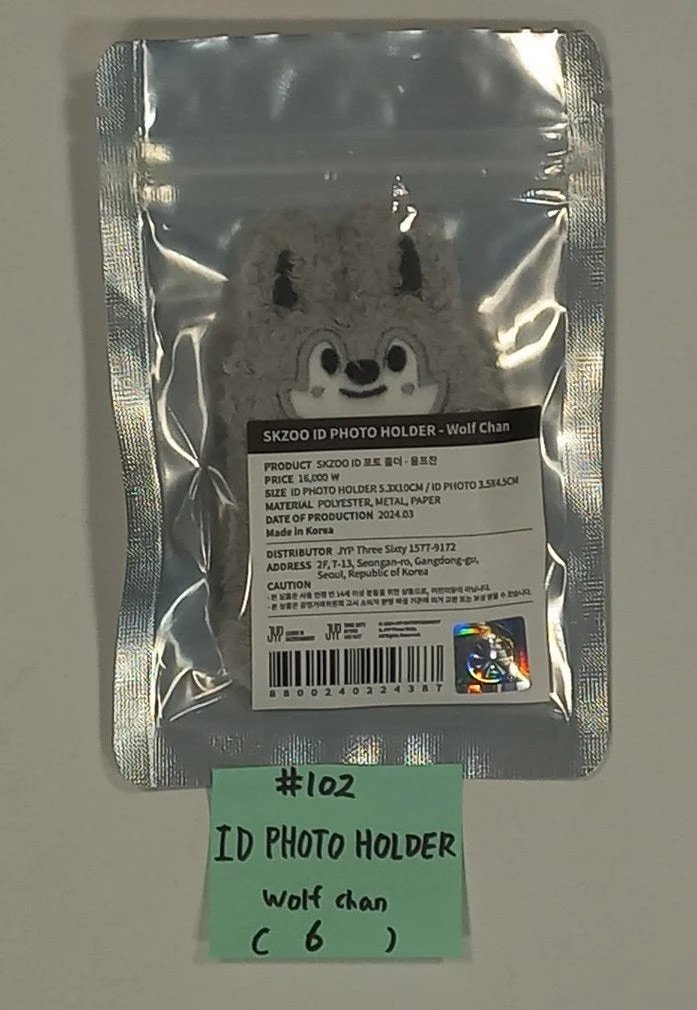 SKZOO ID PHOTO HOLDER - Wolf Chan
PRODUCT SKZOO ID 포토 홀더 - 울프찬
PRICE 16,000 W
SIZE ID PHOTO HOLDER 5.3X10CM / ID PHOTO 3.5X4.5CM
MATERIAL POLYESTER, METAL, PAPER
DATE OF PRODUCTION 2024.03
Made in Korea
DISTRIBUTOR JYP Three Sixty 1577-9172
ADDRESS 2F, 7-13, Seongan-ro, Gangdong-gu,
Seoul, Republic of Korea
CAUTION
JYP
JYP
8800240224387
#102
ID PHOTO HOLDER
Wolf chan
( 6 )